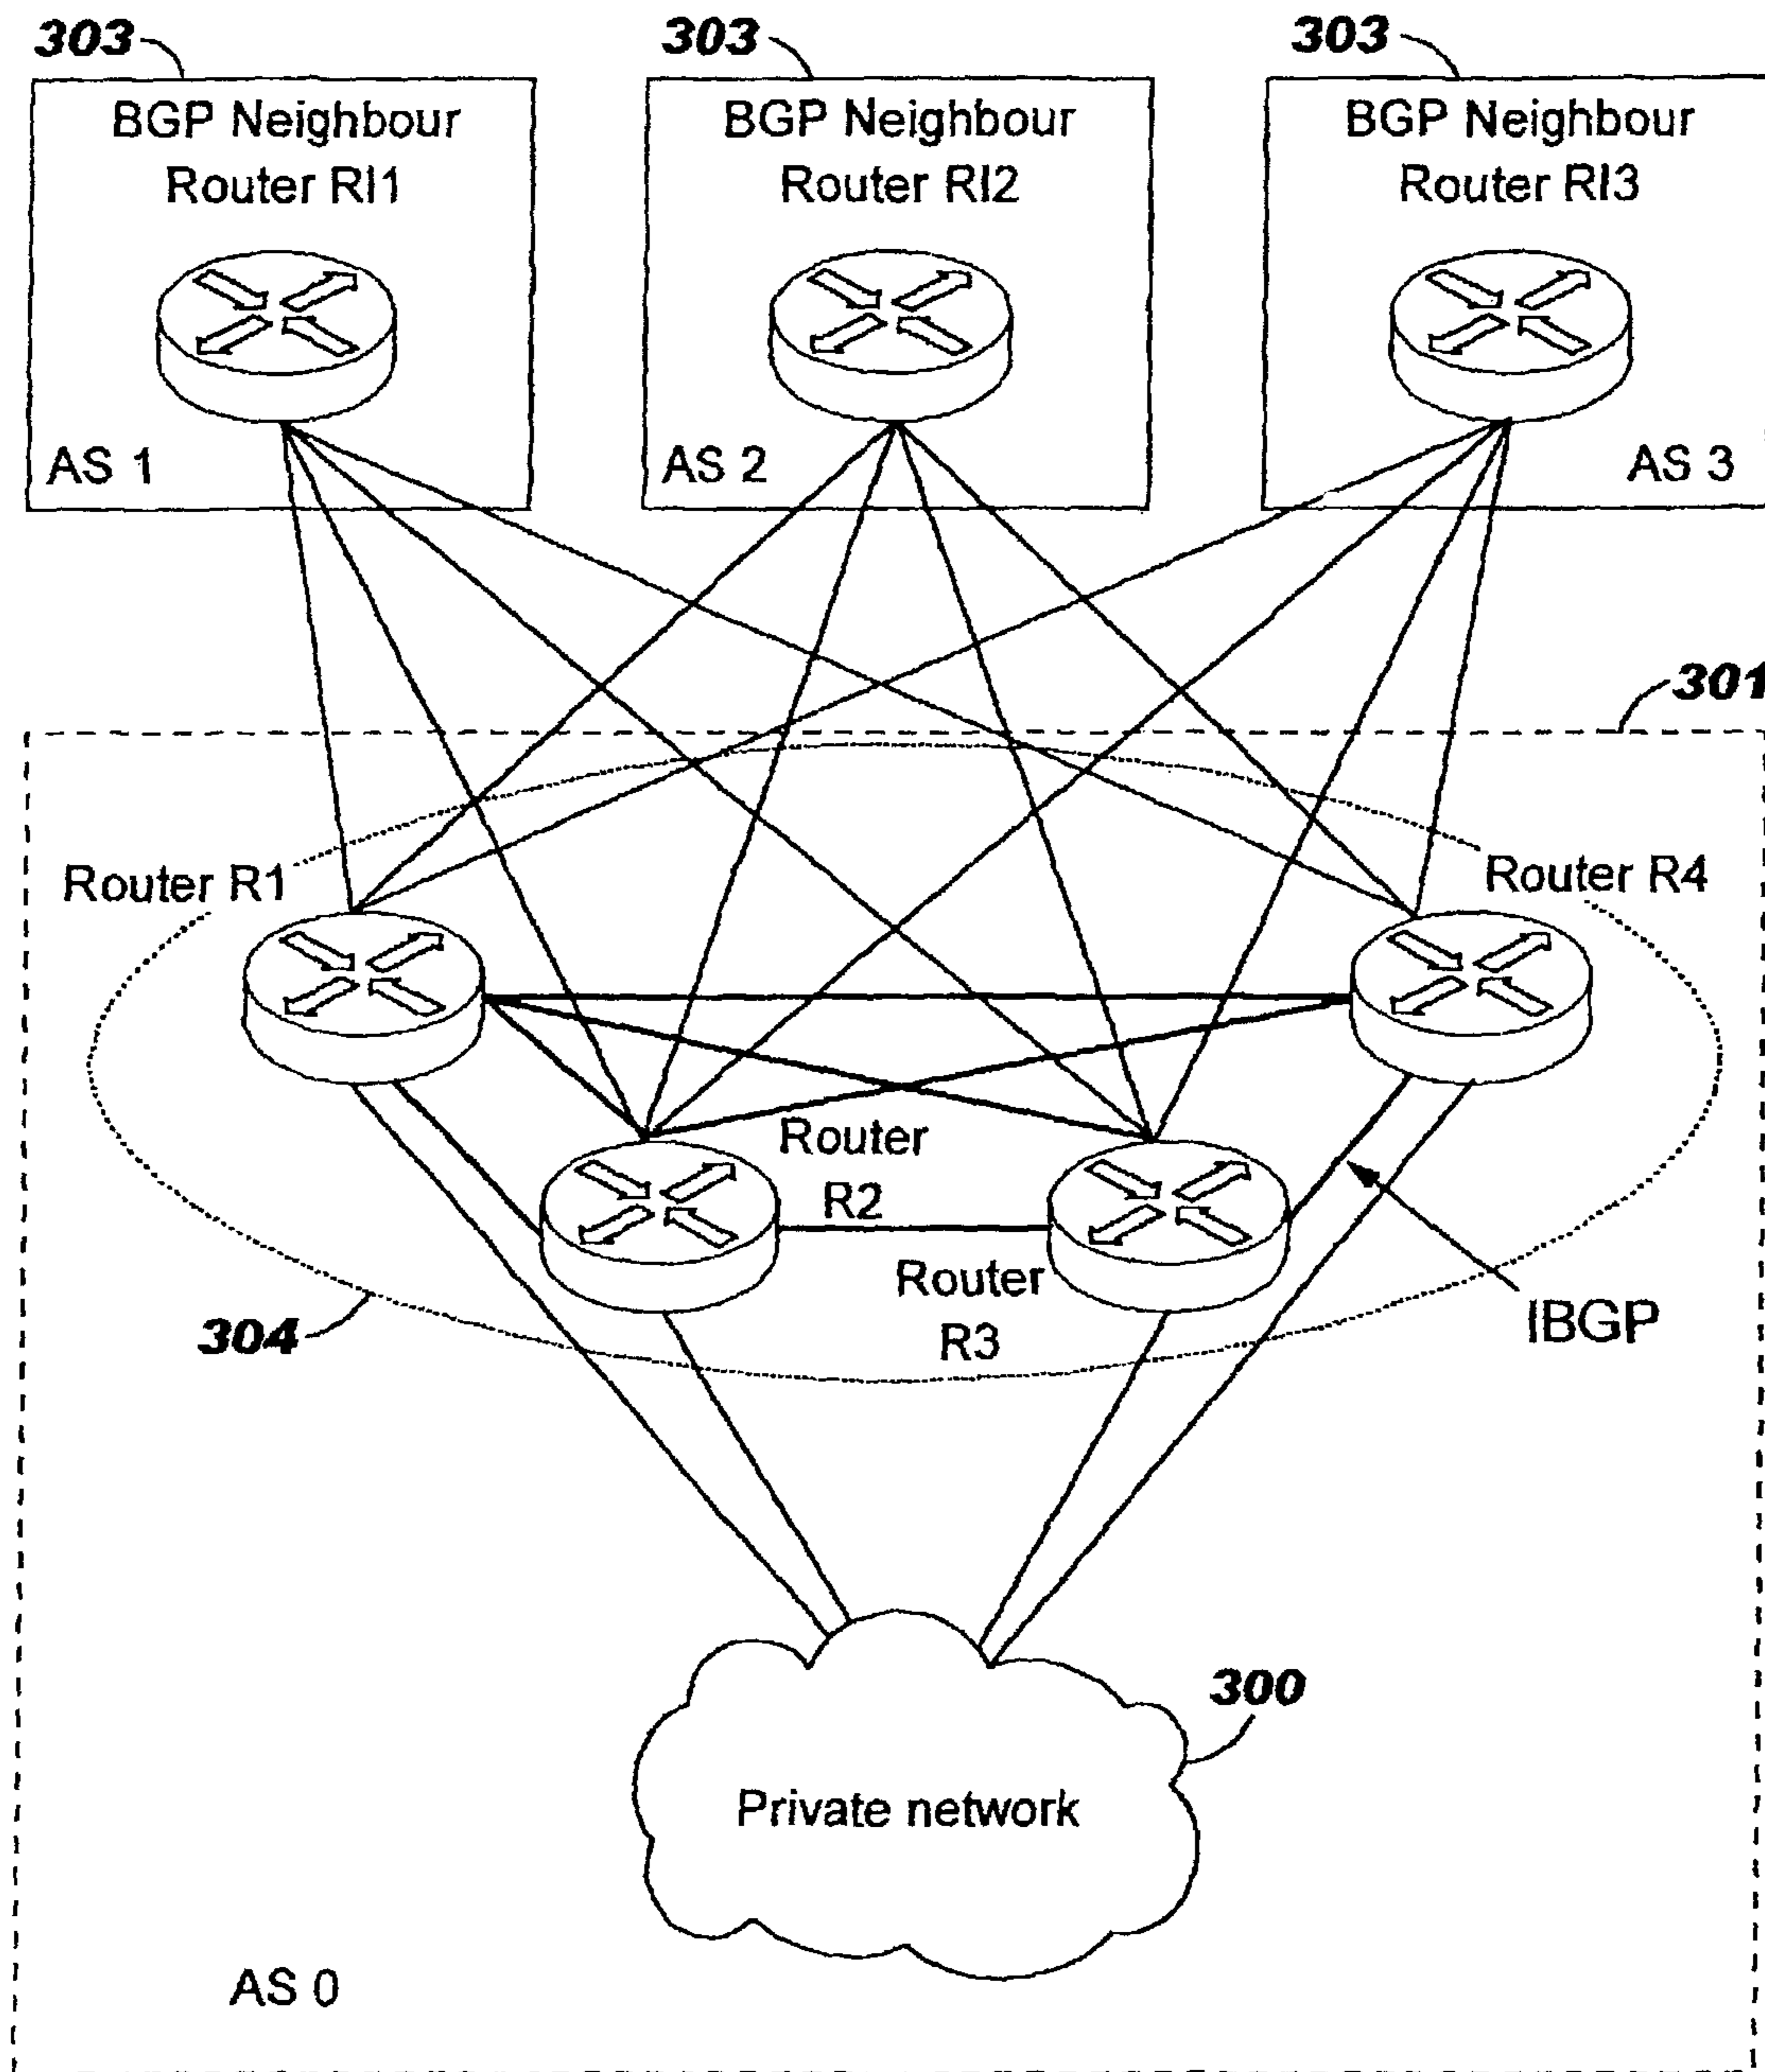 303
303
303
BGP Neighbour
Router RI1
BGP Neighbour
Router RI2
BGP Neighbour
Router RI3
AS 1
AS 2
AS 3
301
Router R1
Router R4
Router
R2
Router
R3
304
IBGP
300
Private network
AS 0